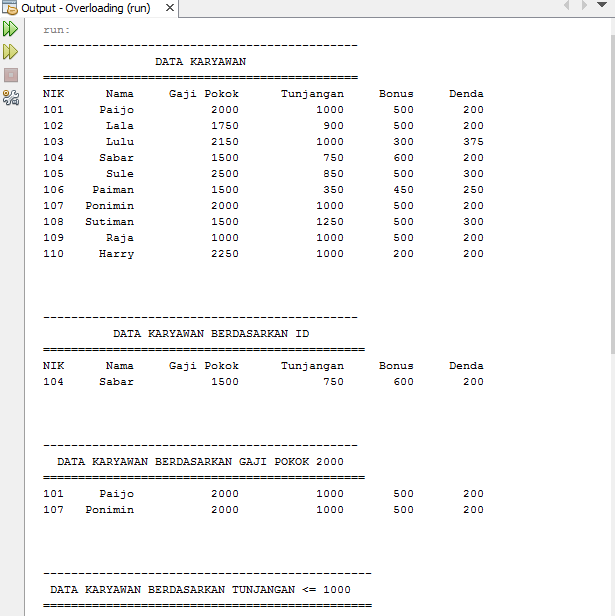 Output - Overloading (run)
run:
---------------------------------------------
DATA KARYAWAN
=============================================
NIK Nama Gaji Pokok Tunjangan Bonus Denda
101 Paijo 2000 1000 500 200
102 Lala 1750 900 500 200
103 Lulu 2150 1000 300 375
104 Sabar 1500 750 600 200
105 Sule 2500 850 500 300
106 Paiman 1500 350 450 250
107 Ponimin 2000 1000 500 200
108 Sutiman 1500 1250 500 300
109 Raja 1000 1000 500 200
110 Harry 2250 1000 200 200
---------------------------------------------
DATA KARYAWAN BERDASARKAN ID
==============================================
NIK Nama Gaji Pokok Tunjangan Bonus Denda
104 Sabar 1500 750 600 200
---------------------------------------------
DATA KARYAWAN BERDASARKAN GAJI POKOK 2000
==============================================
101 Paijo 2000 1000 500 200
107 Ponimin 2000 1000 500 200
-----------------------------------------------
DATA KARYAWAN BERDASARKAN TUNJANGAN <= 1000
===============================================